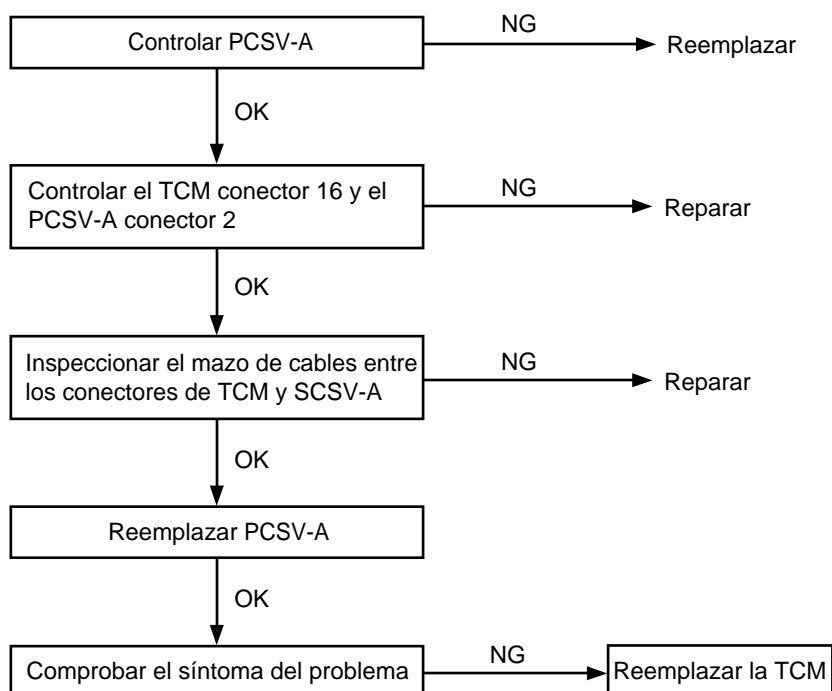 Controlar PCSV-A
NG
Reemplazar
OK
Controlar el TCM conector 16 y el
PCSV-A conector 2
NG
Reparar
OK
Inspeccionar el mazo de cables entre
los conectores de TCM y SCSV-A
NG
Reparar
OK
Reemplazar PCSV-A
OK
Comprobar el síntoma del problema
NG
Reemplazar la TCM